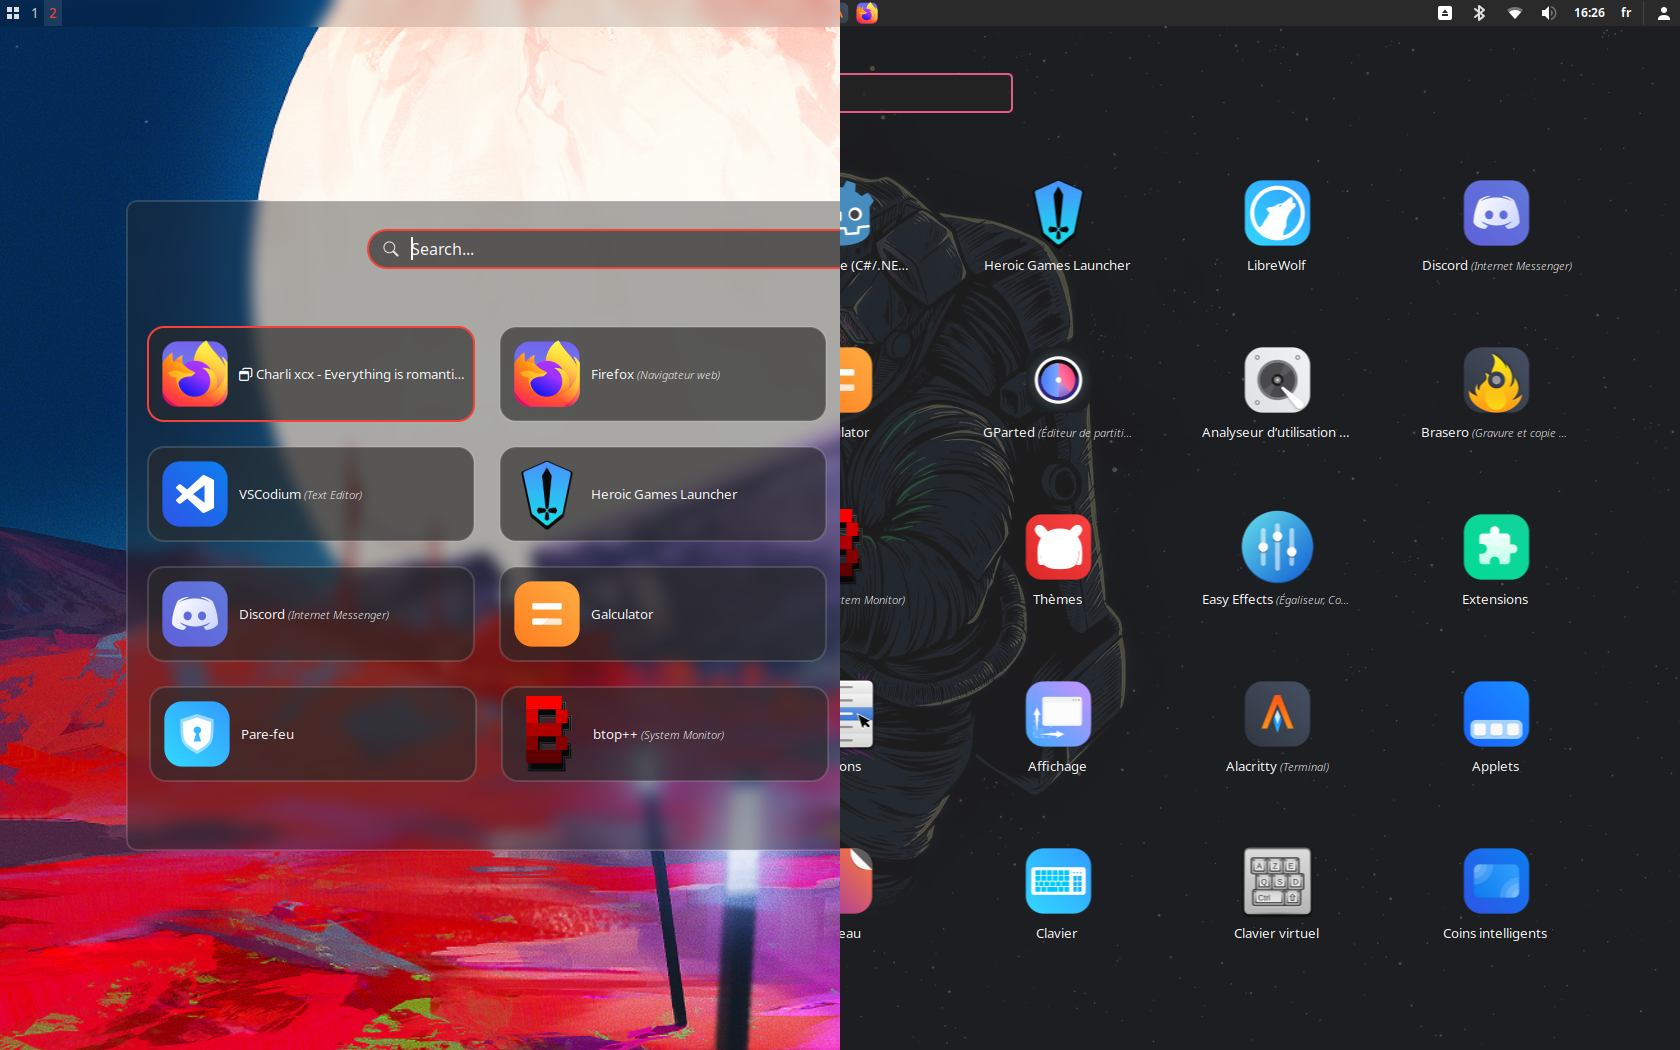 1 2
16:26 fr
Search...
Charli xcx - Everything is romanti...
Firefox (Navigateur web)
VSCodium (Text Editor)
Heroic Games Launcher
Discord (Internet Messenger)
Galculator
Pare-feu
btop++ (System Monitor)
e (C#/.NE...
Heroic Games Launcher
LibreWolf
Discord (Internet Messenger)
lator
GParted (Éditeur de partiti...
Analyseur d’utilisation ...
Brasero (Gravure et copie ...
tem Monitor)
Thèmes
Easy Effects (Égaliseur, Co...
Extensions
ons
Affichage
Alacritty (Terminal)
Applets
A Z E
Q S D
Ctrl
eau
Clavier
Clavier virtuel
Coins intelligents